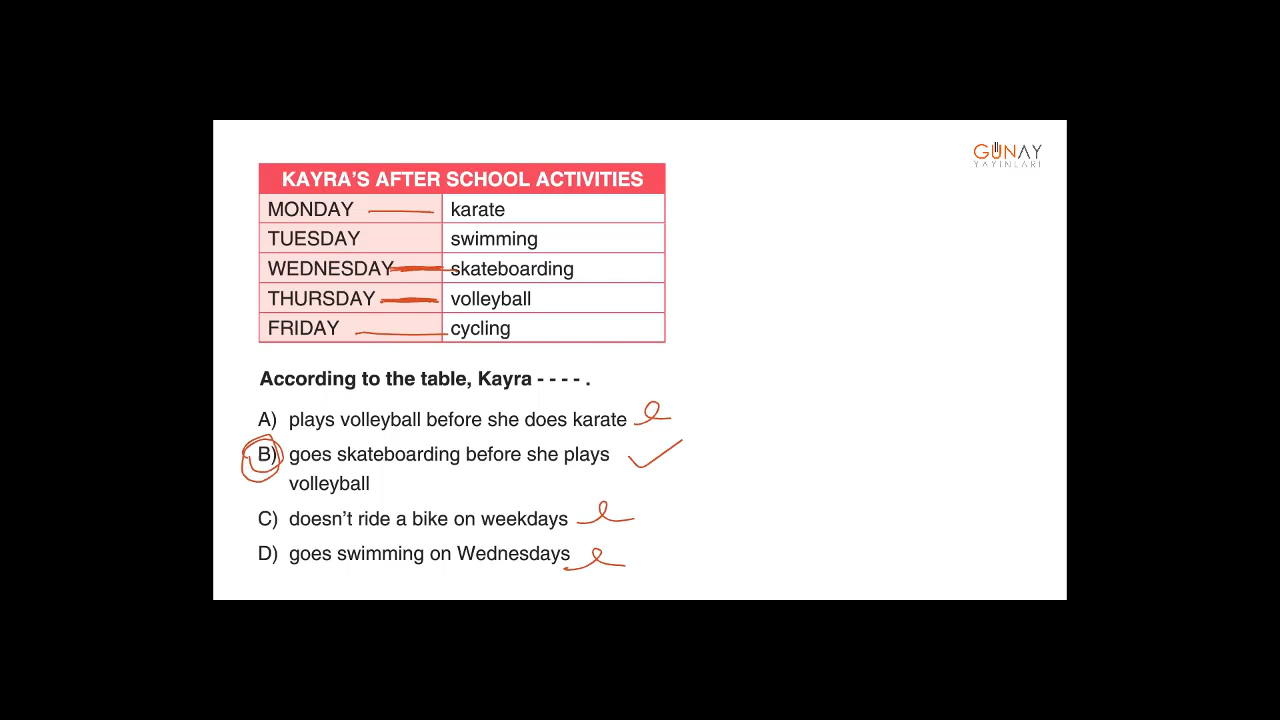 GÜNAY
YAYINLARI
KAYRA'S AFTER SCHOOL ACTIVITIES
MONDAY karate
TUESDAY swimming
WEDNESDAY skateboarding
THURSDAY volleyball
FRIDAY cycling
According to the table, Kayra - - - - .
A) plays volleyball before she does karate
B) goes skateboarding before she plays
volleyball
C) doesn't ride a bike on weekdays
D) goes swimming on Wednesdays